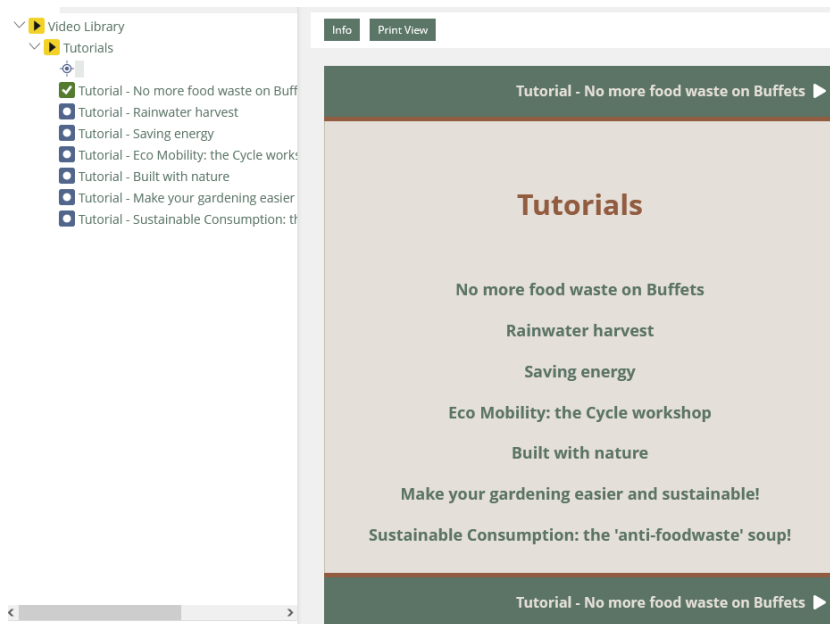 Video Library
Tutorials
Tutorial - No more food waste on Buff
Tutorial - Rainwater harvest
Tutorial - Saving energy
Tutorial - Eco Mobility: the Cycle works
Tutorial - Built with nature
Tutorial - Make your gardening easier
Tutorial - Sustainable Consumption: th
Info
Print View
Tutorial - No more food waste on Buffets
Tutorials
No more food waste on Buffets
Rainwater harvest
Saving energy
Eco Mobility: the Cycle workshop
Built with nature
Make your gardening easier and sustainable!
Sustainable Consumption: the 'anti-foodwaste' soup!
Tutorial - No more food waste on Buffets